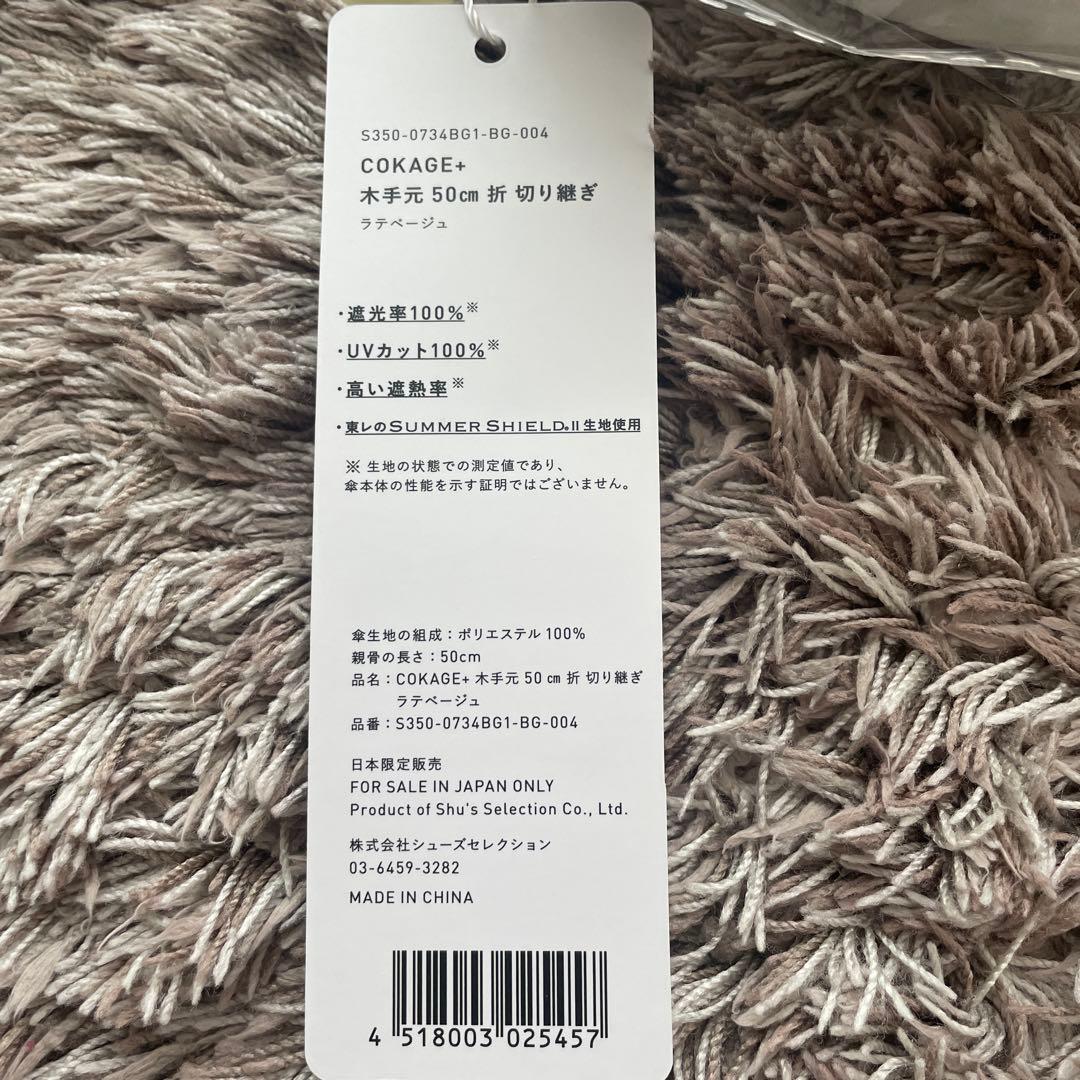 S350-0734BG1-BG-004
COKAGE+
木手元 50㎝ 折 切り継ぎ
ラテベージュ
・遮光率100%※
・UVカット100%※
・高い遮熱率※
・東レのSUMMER SHIELD®II生地使用
※ 生地の状態での測定値であり、
傘本体の性能を示す証明ではございません。
傘生地の組成：ポリエステル 100%
親骨の長さ：50cm
品名：COKAGE+ 木手元 50 ㎝ 折 切り継ぎ
ラテベージュ
品番：S350-0734BG1-BG-004
日本限定販売
FOR SALE IN JAPAN ONLY
Product of Shu's Selection Co., Ltd.
株式会社シューズセレクション
03-6459-3282
MADE IN CHINA
4 518003 025457